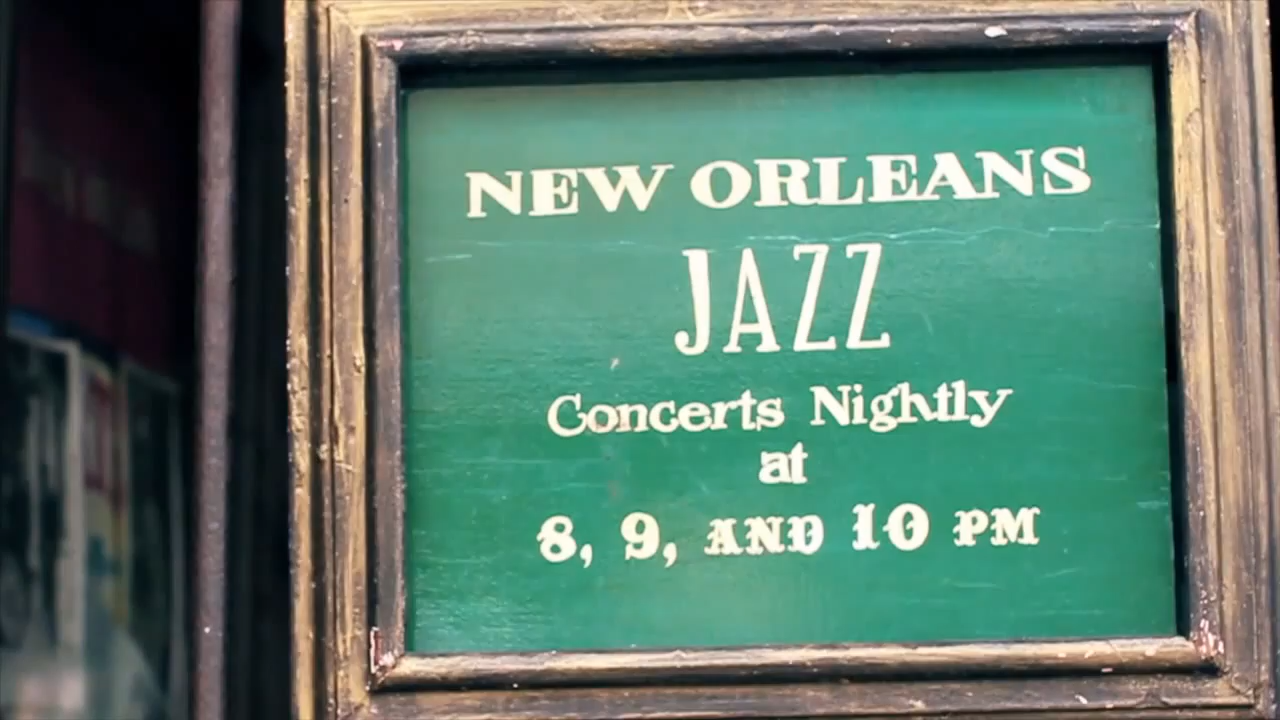 NEW ORLEANS
JAZZ
Concerts Nightly
at
8, 9, AND 10 PM